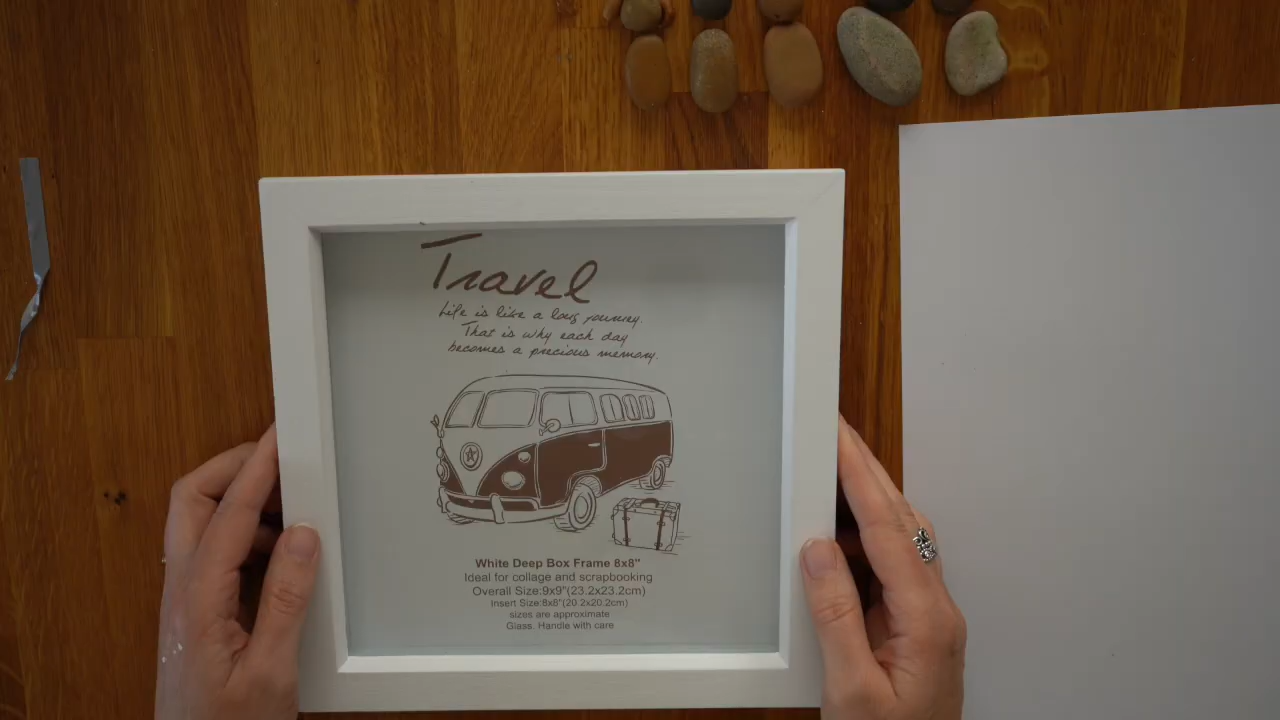 Travel
Life is like a long journey.
That is why each day
becomes a precious memory.
White Deep Box Frame 8x8"
Ideal for collage and scrapbooking
Overall Size:9x9"(23.2x23.2cm)
Insert Size:8x8"(20.2x20.2cm)
sizes are approximate
Glass. Handle with care